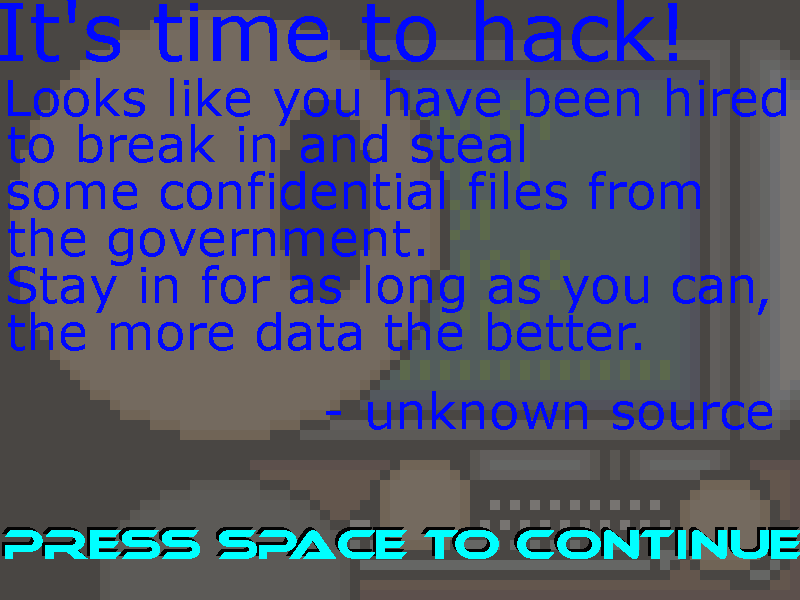 It's time to hack!
Looks like you have been hired
to break in and steal
some confidential files from
the government.
Stay in for as long as you can,
the more data the better.
- unknown source
PRESS SPACE TO CONTINUE